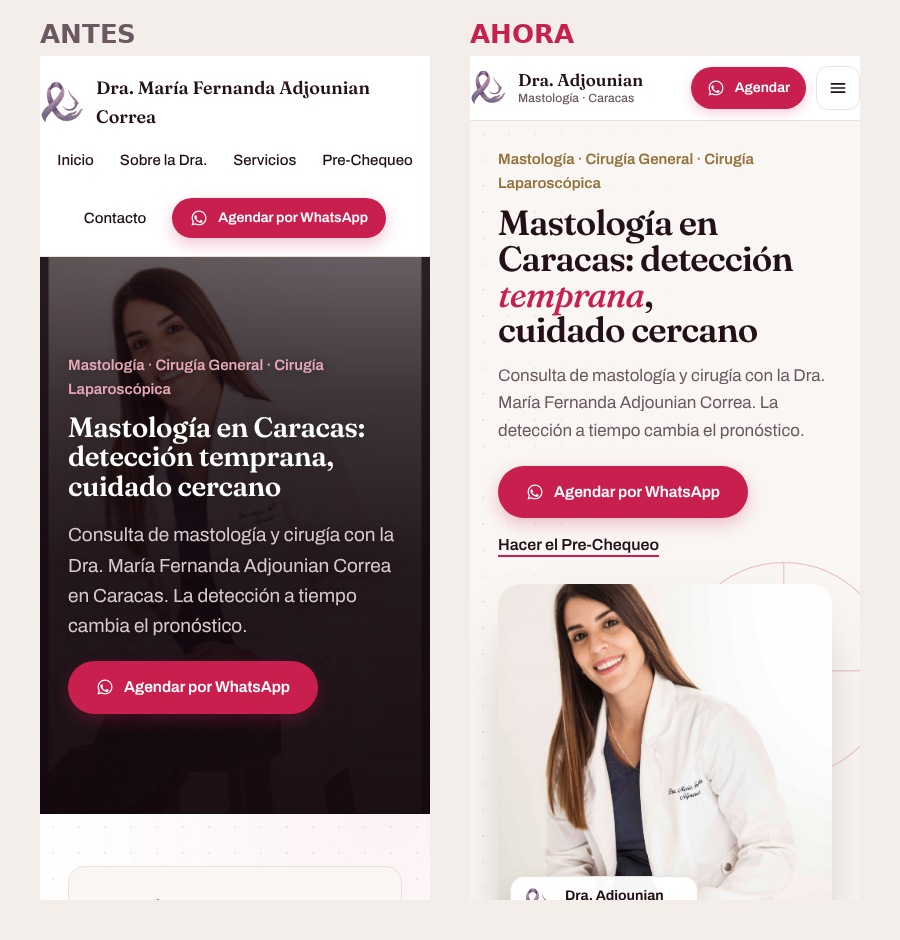 ANTES
Dra. María Fernanda Adjounian
Correa
Inicio Sobre la Dra. Servicios Pre-Chequeo
Contacto Agendar por WhatsApp
Mastología · Cirugía General · Cirugía
Laparoscópica
Mastología en Caracas:
detección temprana,
cuidado cercano
Consulta de mastología y cirugía con la
Dra. María Fernanda Adjounian Correa
en Caracas. La detección a tiempo
cambia el pronóstico.
Agendar por WhatsApp
AHORA
Dra. Adjounian
Mastología · Caracas
Agendar
Mastología · Cirugía General · Cirugía
Laparoscópica
Mastología en
Caracas: detección
temprana,
cuidado cercano
Consulta de mastología y cirugía con la Dra.
María Fernanda Adjounian Correa. La
detección a tiempo cambia el pronóstico.
Agendar por WhatsApp
Hacer el Pre-Chequeo
Dra. Adjounian